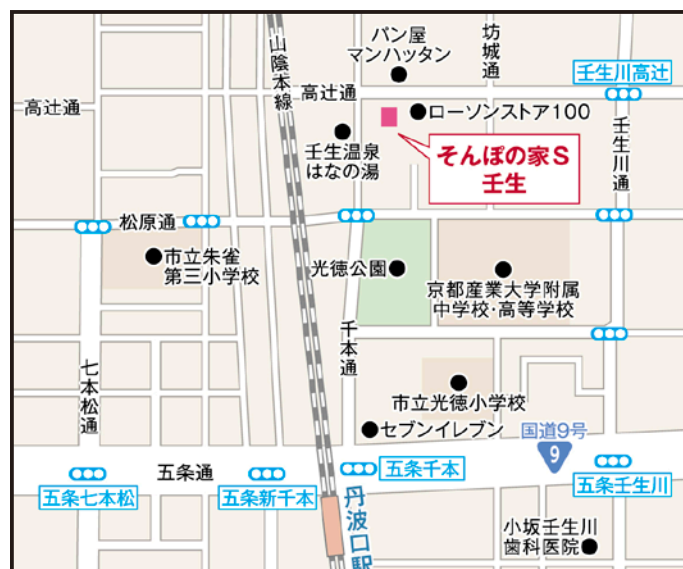 パン屋
マンハッタン
坊城通
山陰本線
壬生川高辻
高辻通
高辻通
ローソンストア100
壬生温泉
はなの湯
そんぽの家S
壬生
壬生川通
松原通
市立朱雀
第三小学校
光徳公園
京都産業大学附属
中学校・高等学校
千本通
七本松通
市立光徳小学校
セブンイレブン
国道9号
9
五条通
五条七本松
五条新千本
五条千本
五条壬生川
丹波口駅
小坂壬生川
歯科医院